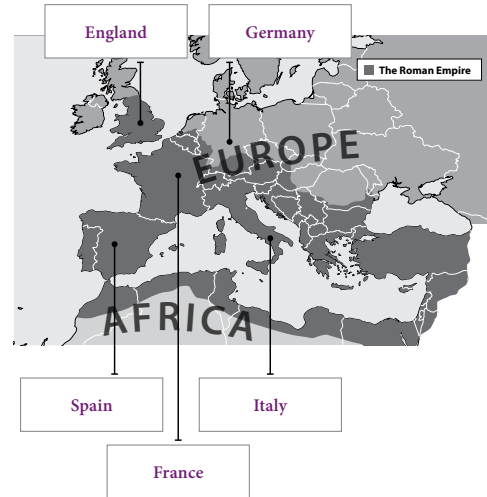 England
Germany
The Roman Empire
EUROPE
AFRICA
Spain
Italy
France